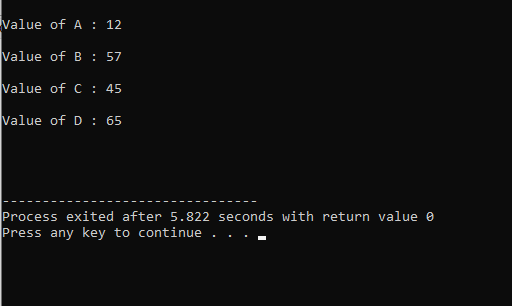 Value of A : 12
Value of B : 57
Value of C : 45
Value of D : 65
--------------------------------
Process exited after 5.822 seconds with return value 0
Press any key to continue . . .